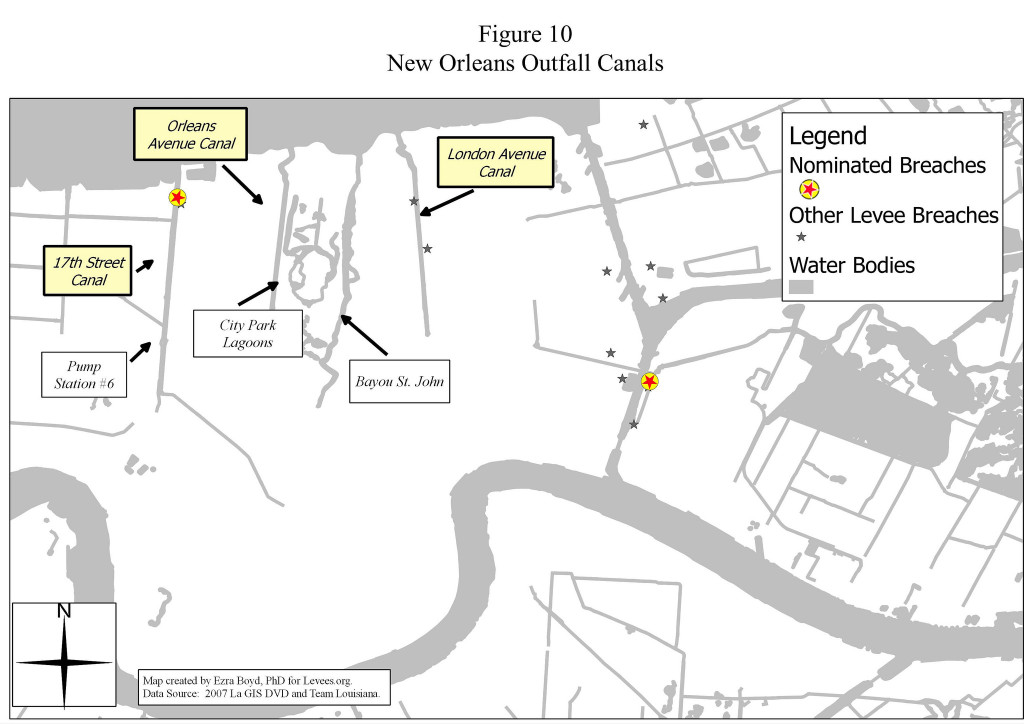 Figure 10
New Orleans Outfall Canals
Orleans
Avenue Canal
London Avenue
Canal
Legend
Nominated Breaches
Other Levee Breaches
Water Bodies
17th Street
Canal
City Park
Lagoons
Pump
Station #6
Bayou St. John
N
Map created by Ezra Boyd, PhD for Levees.org.
Data Source:  2007 La GIS DVD and Team Louisiana.